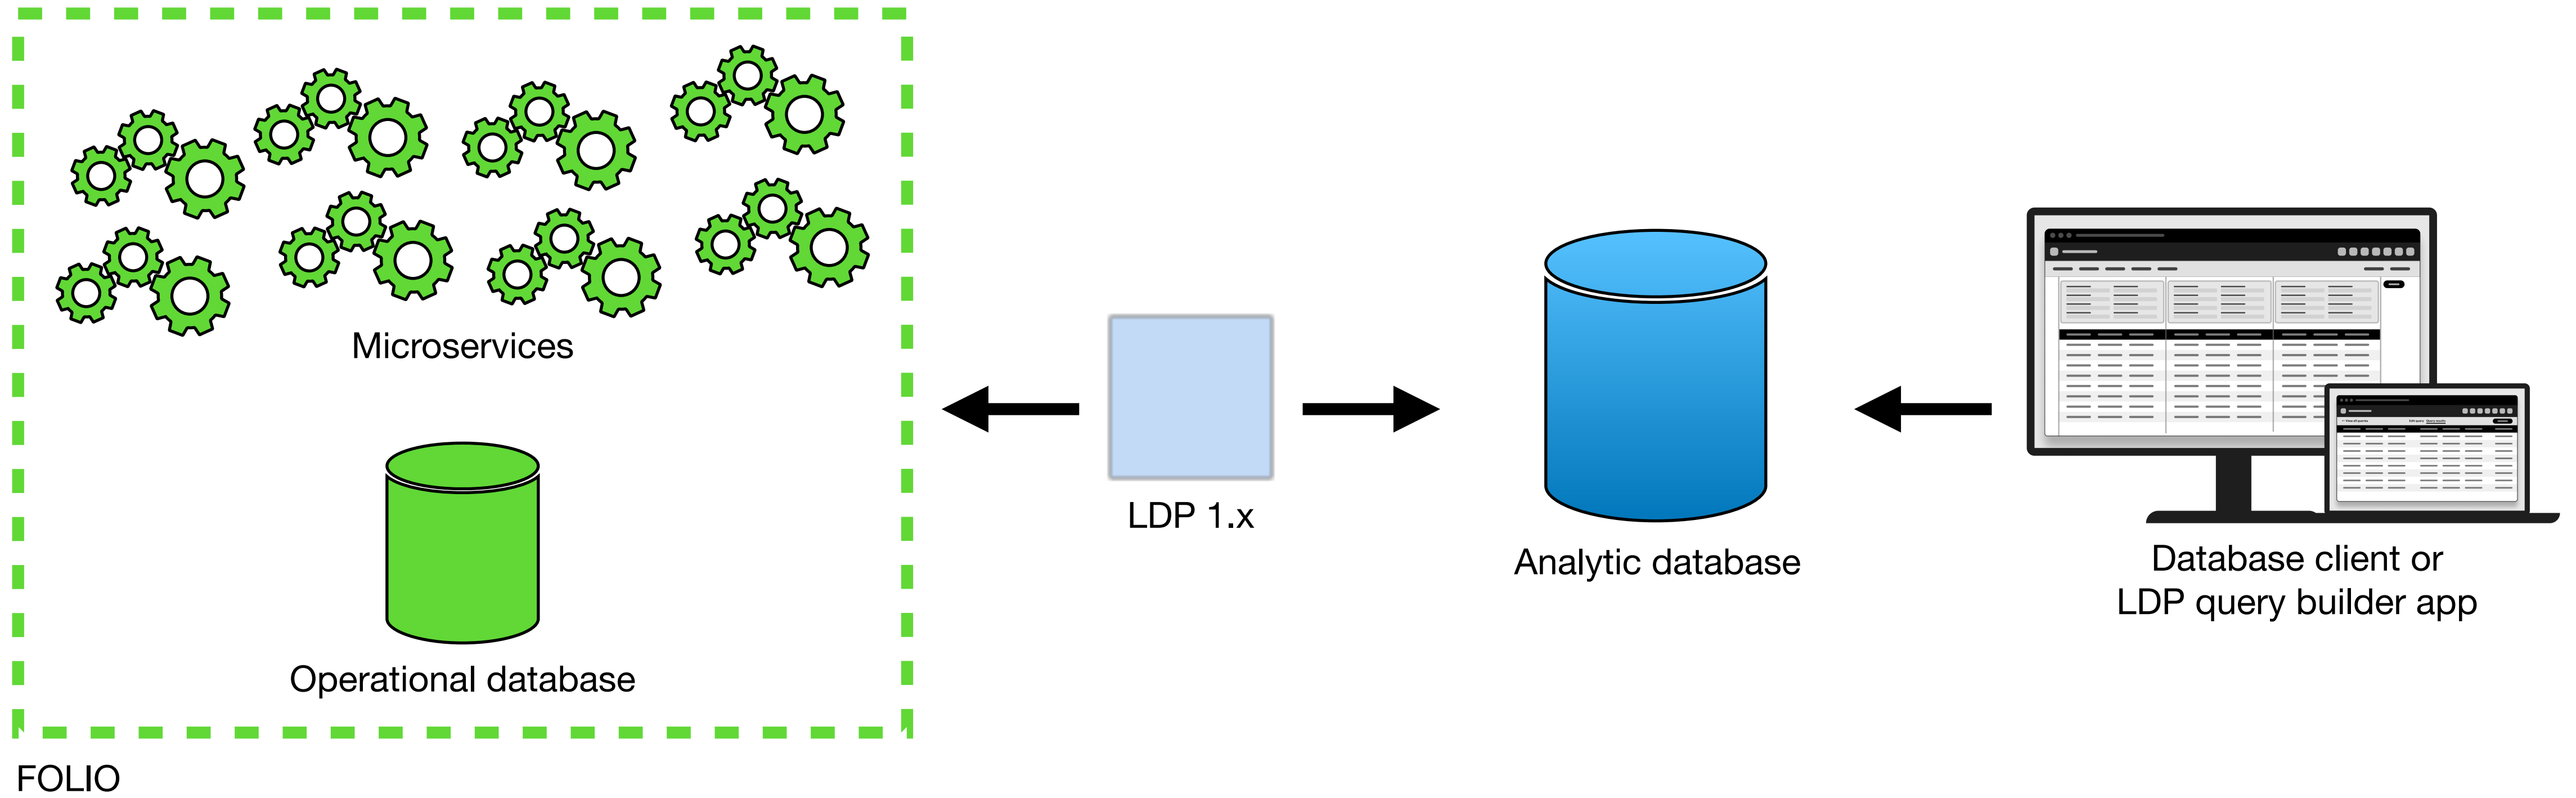 Microservices
Operational database
FOLIO
LDP 1.x
Analytic database
Database client or
LDP query builder app